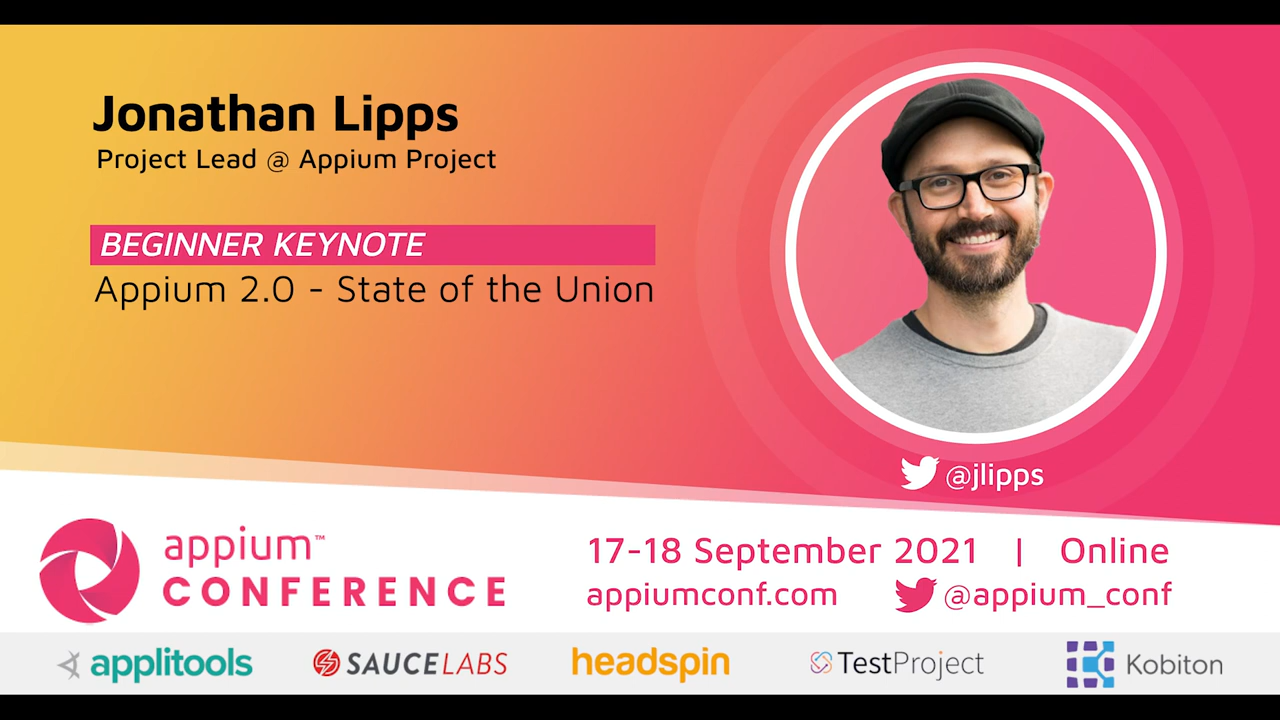 Jonathan Lipps
Project Lead @ Appium Project
BEGINNER KEYNOTE
Appium 2.0 - State of the Union
@jlipps
appium™
CONFERENCE
17-18 September 2021 | Online
appiumconf.com @appium_conf
applitools SAUCELABS headspin TestProject Kobiton